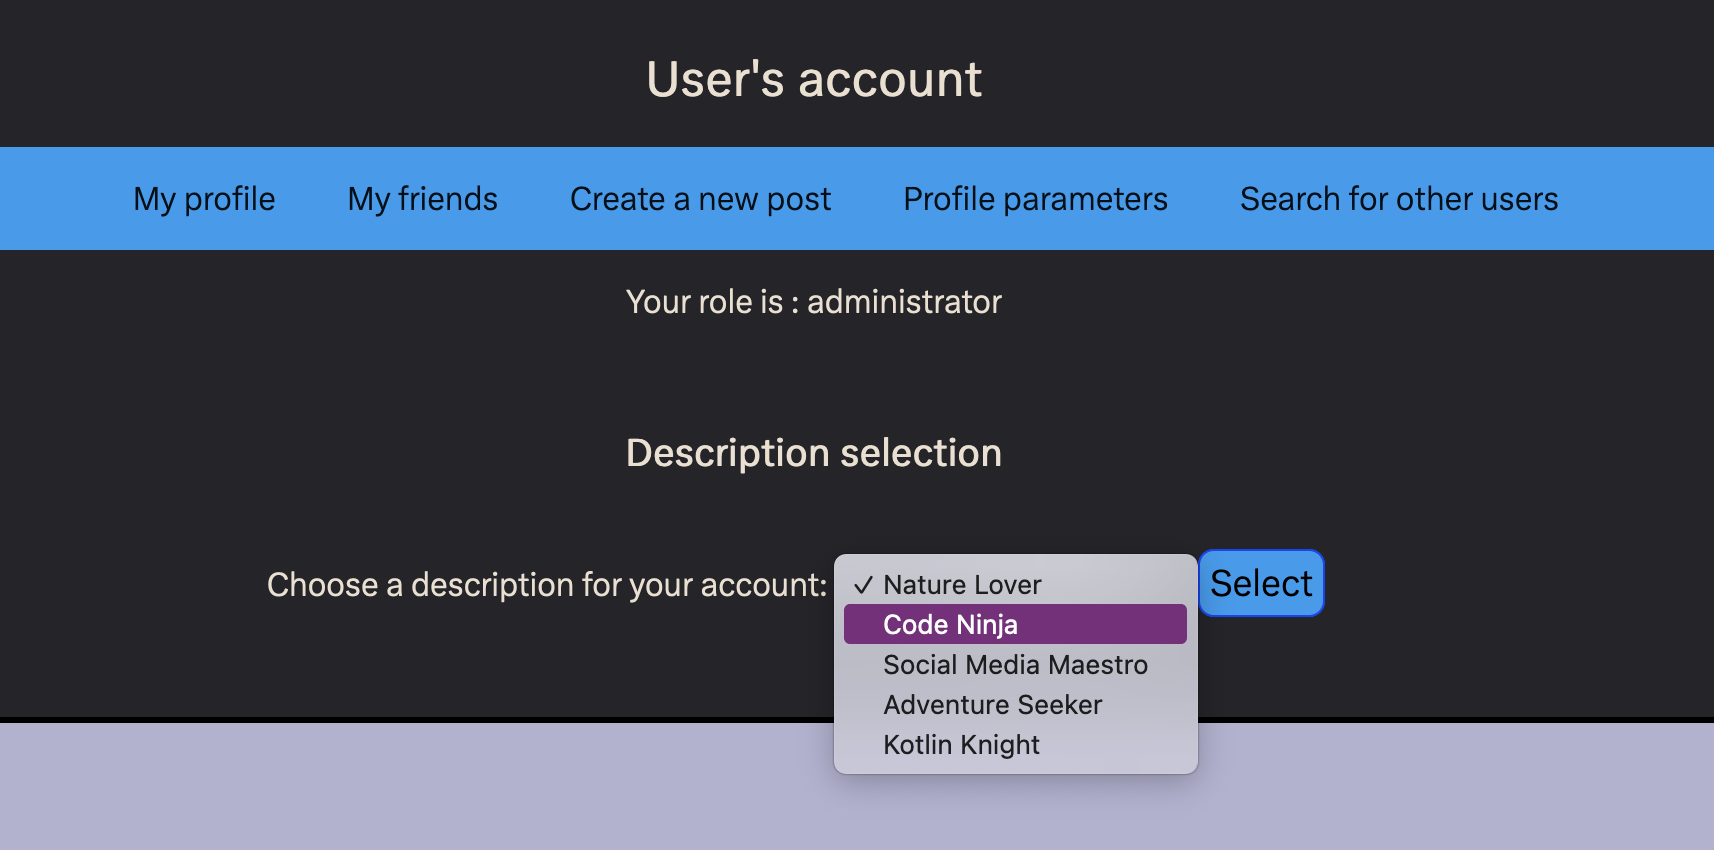 User's account
My profile My friends Create a new post Profile parameters Search for other users
Your role is : administrator
Description selection
Choose a description for your account: ✓ Nature Lover Select
Code Ninja
Social Media Maestro
Adventure Seeker
Kotlin Knight